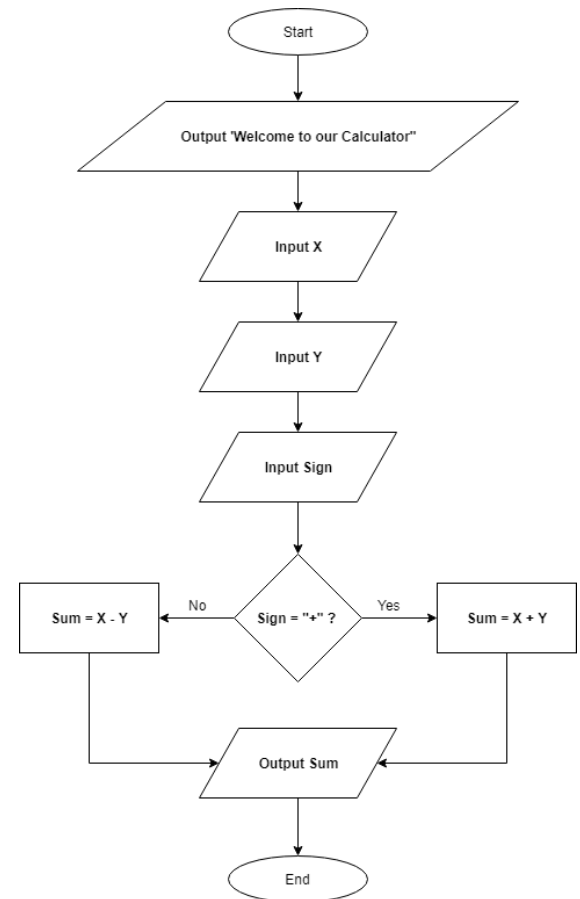 Start
Output 'Welcome to our Calculator"
Input X
Input Y
Input Sign
No
Sign = "+" ?
Yes
Sum = X - Y
Sum = X + Y
Output Sum
End